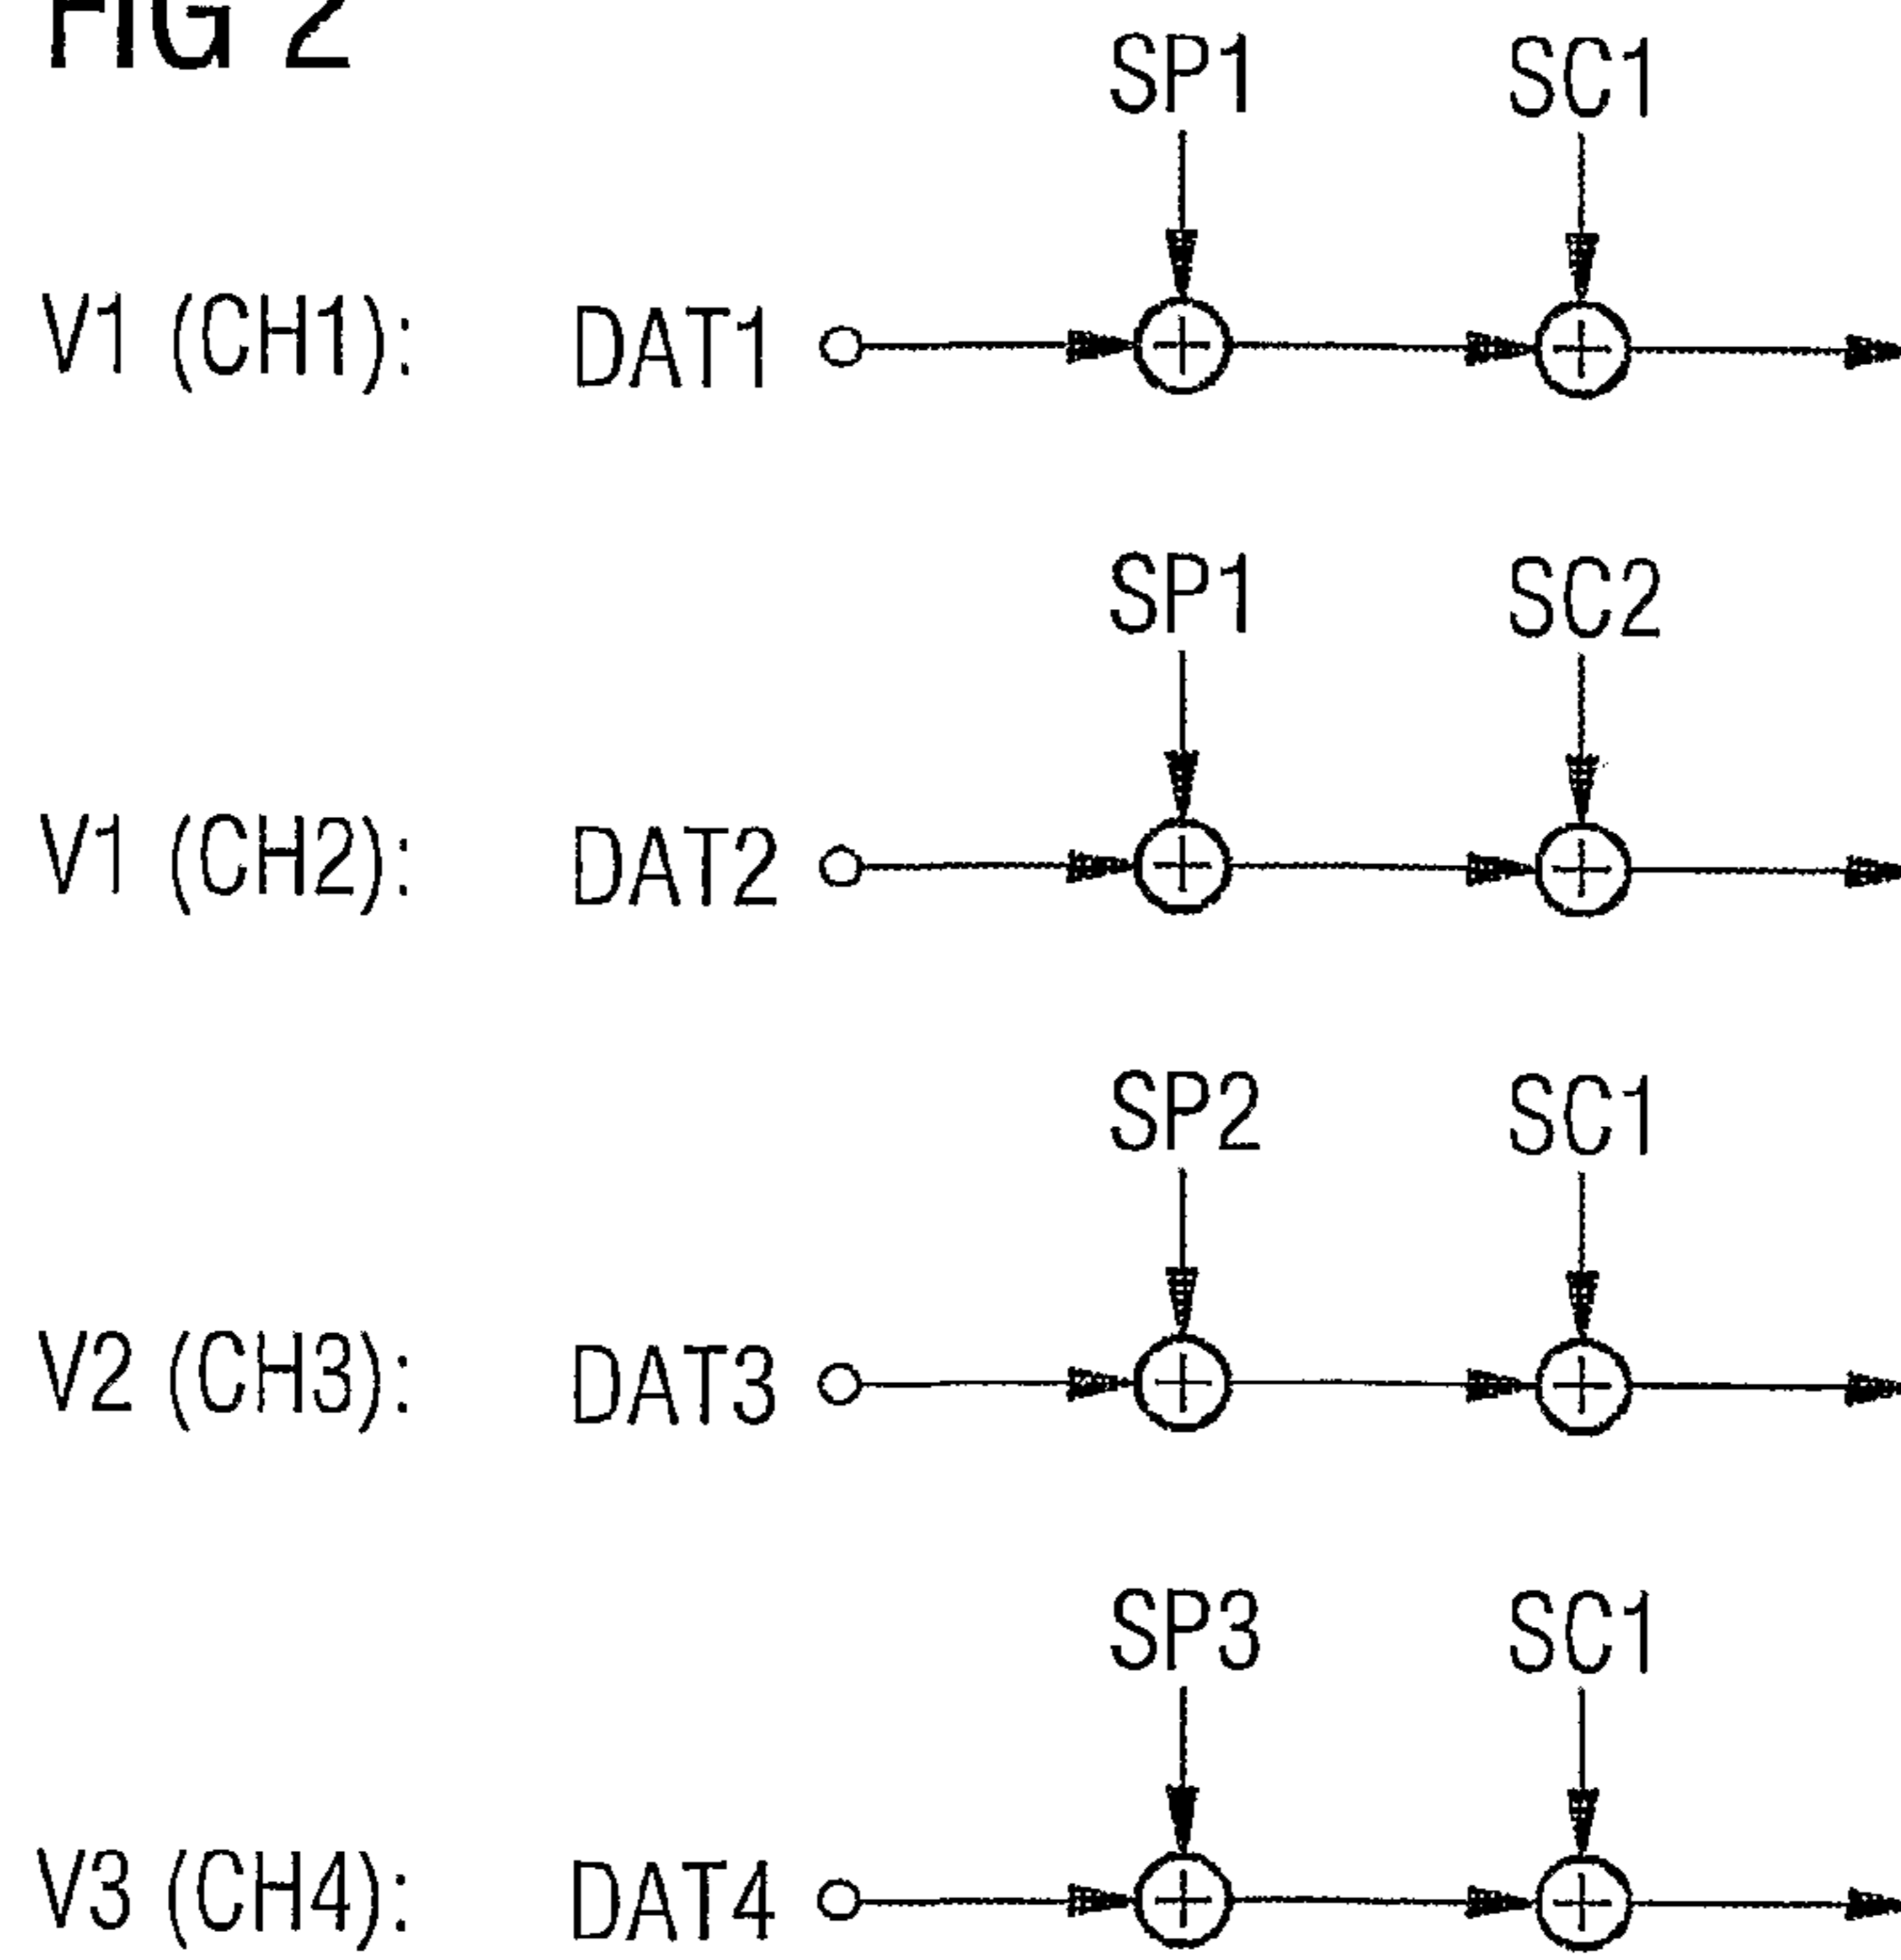 FIG 2
SP1 SC1
V1 (CH1): DAT1
SP1 SC2
V1 (CH2): DAT2
SP2 SC1
V2 (CH3): DAT3
SP3 SC1
V3 (CH4): DAT4